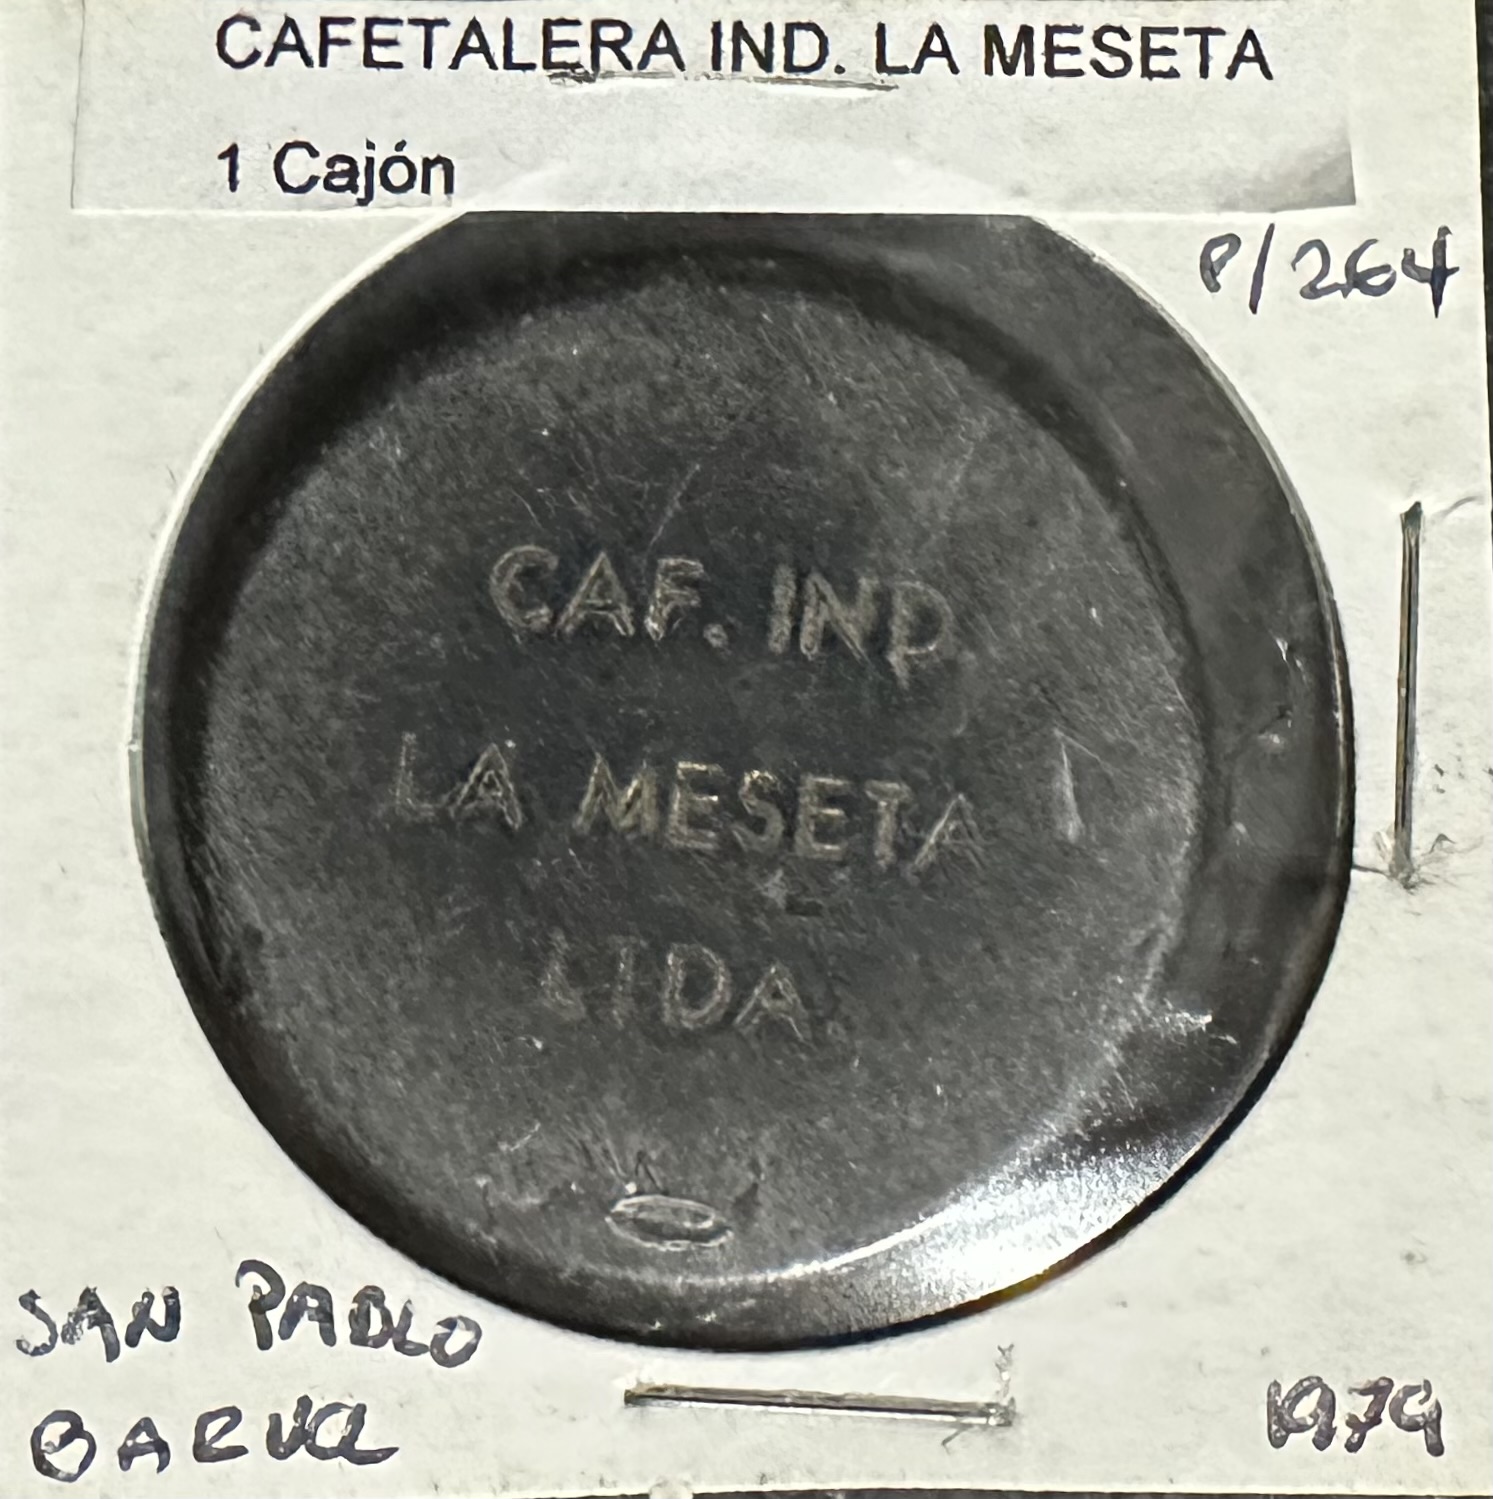 CAFETALERA IND. LA MESETA
1 Cajón
P/264
CAF. IND
LA MESETA
LTDA.
SAN PABLO
BARVA
1979